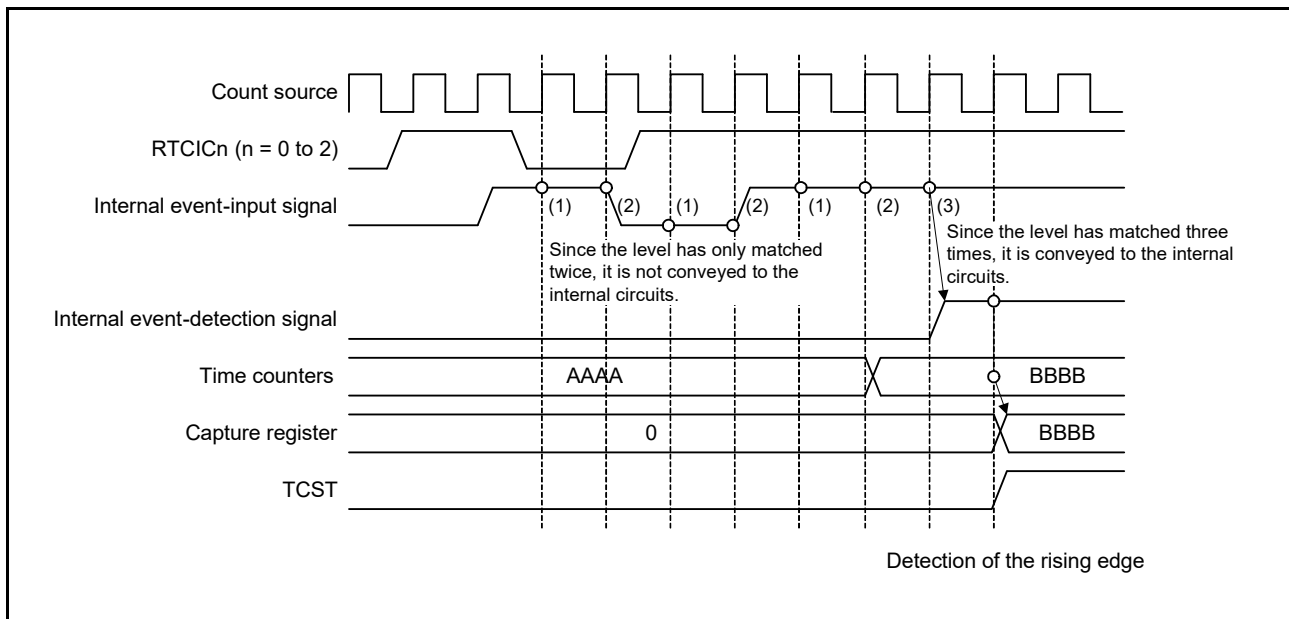 Count source
RTCICn (n = 0 to 2)
Internal event-input signal
(1)
(2)
(1)
(2)
(1)
(2)
(3)
Since the level has only matched
twice, it is not conveyed to the
internal circuits.
Since the level has matched three
times, it is conveyed to the internal
circuits.
Internal event-detection signal
Time counters
AAAA
BBBB
Capture register
0
BBBB
TCST
Detection of the rising edge